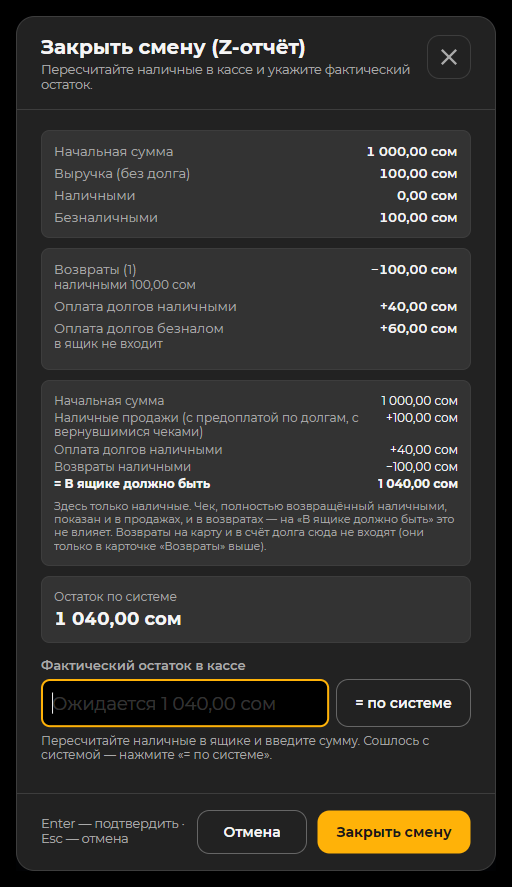 Закрыть смену (Z-отчёт)
Пересчитайте наличные в кассе и укажите фактический
остаток.
Начальная сумма 1 000,00 сом
Выручка (без долга) 100,00 сом
Наличными 0,00 сом
Безналичными 100,00 сом
Возвраты (1) −100,00 сом
наличными 100,00 сом
Оплата долгов наличными +40,00 сом
Оплата долгов безналом +60,00 сом
в ящик не входит
Начальная сумма 1 000,00 сом
Наличные продажи (с предоплатой по долгам, с +100,00 сом
вернувшимися чеками)
Оплата долгов наличными +40,00 сом
Возвраты наличными −100,00 сом
= В ящике должно быть 1 040,00 сом
Здесь только наличные. Чек, полностью возвращённый наличными,
показан и в продажах, и в возвратах — на «В ящике должно быть» это
не влияет. Возвраты на карту и в счёт долга сюда не входят (они
только в карточке «Возвраты» выше).
Остаток по системе
1 040,00 сом
Фактический остаток в кассе
Ожидается 1 040,00 сом
= по системе
Пересчитайте наличные в ящике и введите сумму. Сошлось с
системой — нажмите «= по системе».
Enter — подтвердить ·
Esc — отмена
Отмена
Закрыть смену